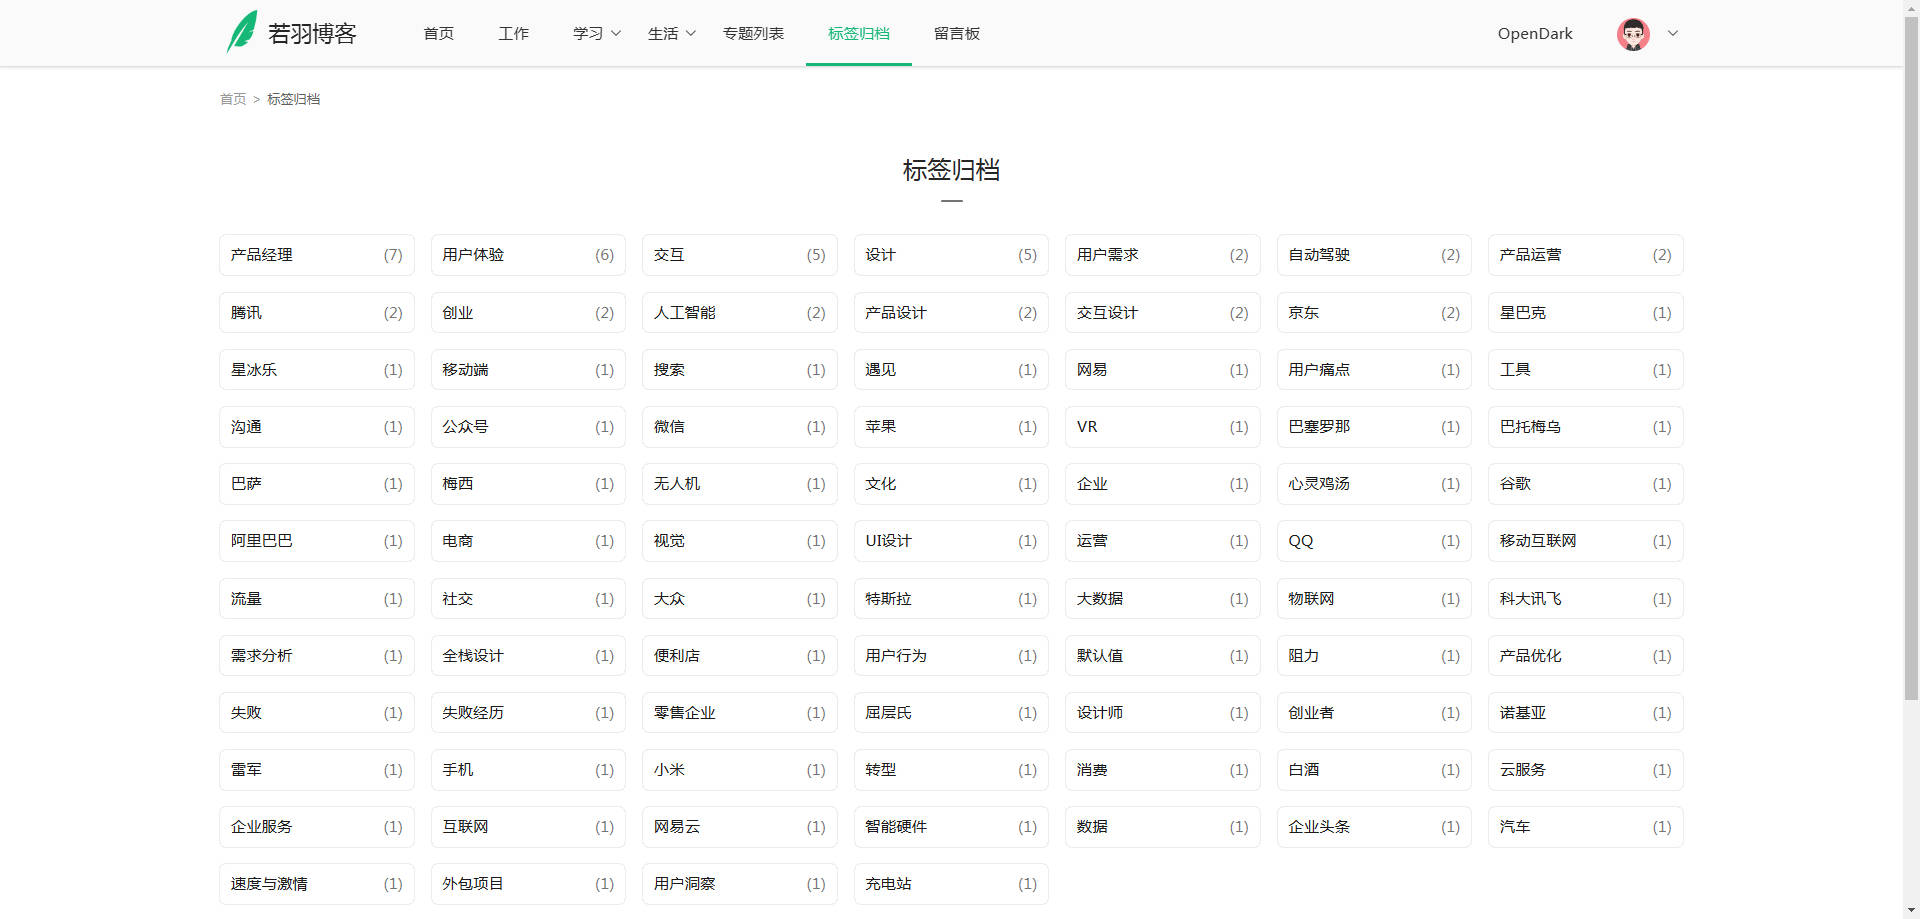 若羽博客 首页 工作 学习 生活 专题列表 标签归档 留言板 OpenDark
首页 > 标签归档
标签归档
产品经理 (7) 用户体验 (6) 交互 (5) 设计 (5) 用户需求 (2) 自动驾驶 (2) 产品运营 (2)
腾讯 (2) 创业 (2) 人工智能 (2) 产品设计 (2) 交互设计 (2) 京东 (2) 星巴克 (1)
星冰乐 (1) 移动端 (1) 搜索 (1) 遇见 (1) 网易 (1) 用户痛点 (1) 工具 (1)
沟通 (1) 公众号 (1) 微信 (1) 苹果 (1) VR (1) 巴塞罗那 (1) 巴托梅乌 (1)
巴萨 (1) 梅西 (1) 无人机 (1) 文化 (1) 企业 (1) 心灵鸡汤 (1) 谷歌 (1)
阿里巴巴 (1) 电商 (1) 视觉 (1) UI设计 (1) 运营 (1) QQ (1) 移动互联网 (1)
流量 (1) 社交 (1) 大众 (1) 特斯拉 (1) 大数据 (1) 物联网 (1) 科大讯飞 (1)
需求分析 (1) 全栈设计 (1) 便利店 (1) 用户行为 (1) 默认值 (1) 阻力 (1) 产品优化 (1)
失败 (1) 失败经历 (1) 零售企业 (1) 屈层氏 (1) 设计师 (1) 创业者 (1) 诺基亚 (1)
雷军 (1) 手机 (1) 小米 (1) 转型 (1) 消费 (1) 白酒 (1) 云服务 (1)
企业服务 (1) 互联网 (1) 网易云 (1) 智能硬件 (1) 数据 (1) 企业头条 (1) 汽车 (1)
速度与激情 (1) 外包项目 (1) 用户洞察 (1) 充电站 (1)